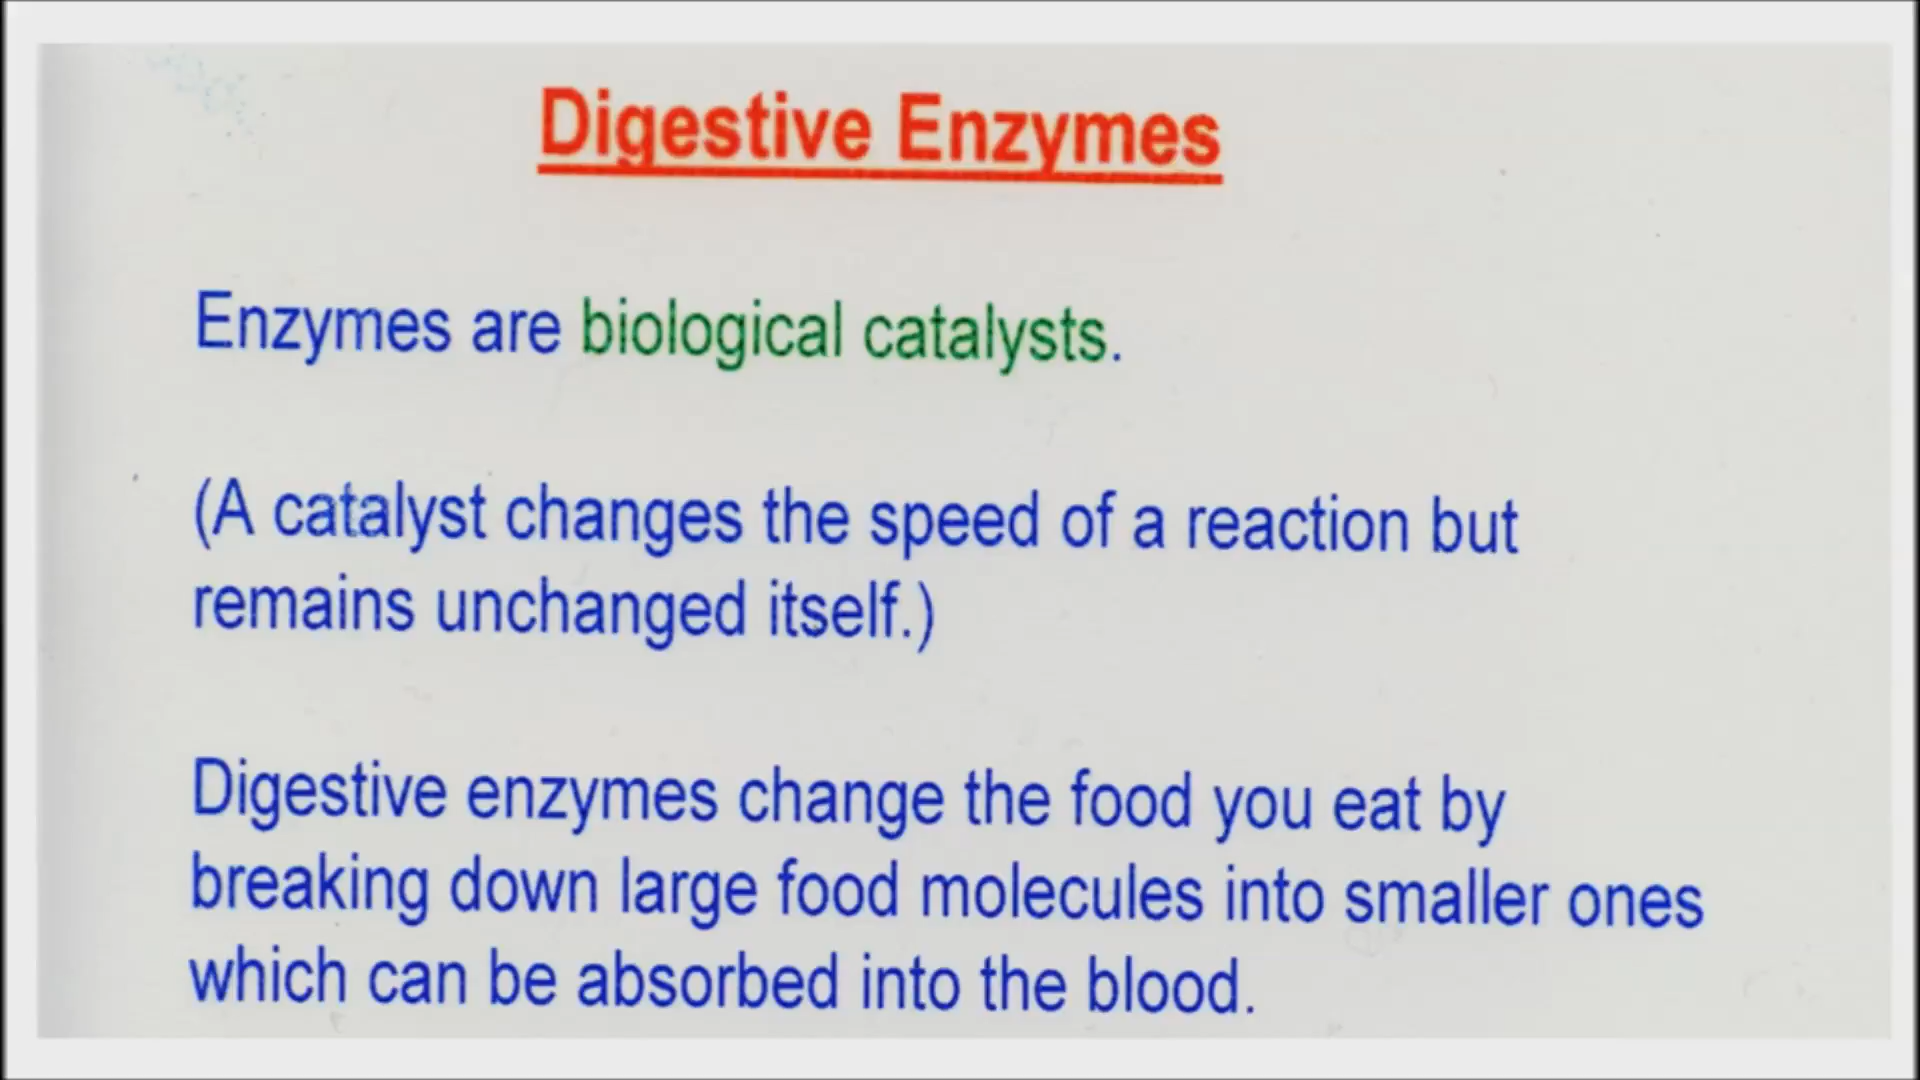 Digestive Enzymes
Enzymes are biological catalysts.
(A catalyst changes the speed of a reaction but
remains unchanged itself.)
Digestive enzymes change the food you eat by
breaking down large food molecules into smaller ones
which can be absorbed into the blood.